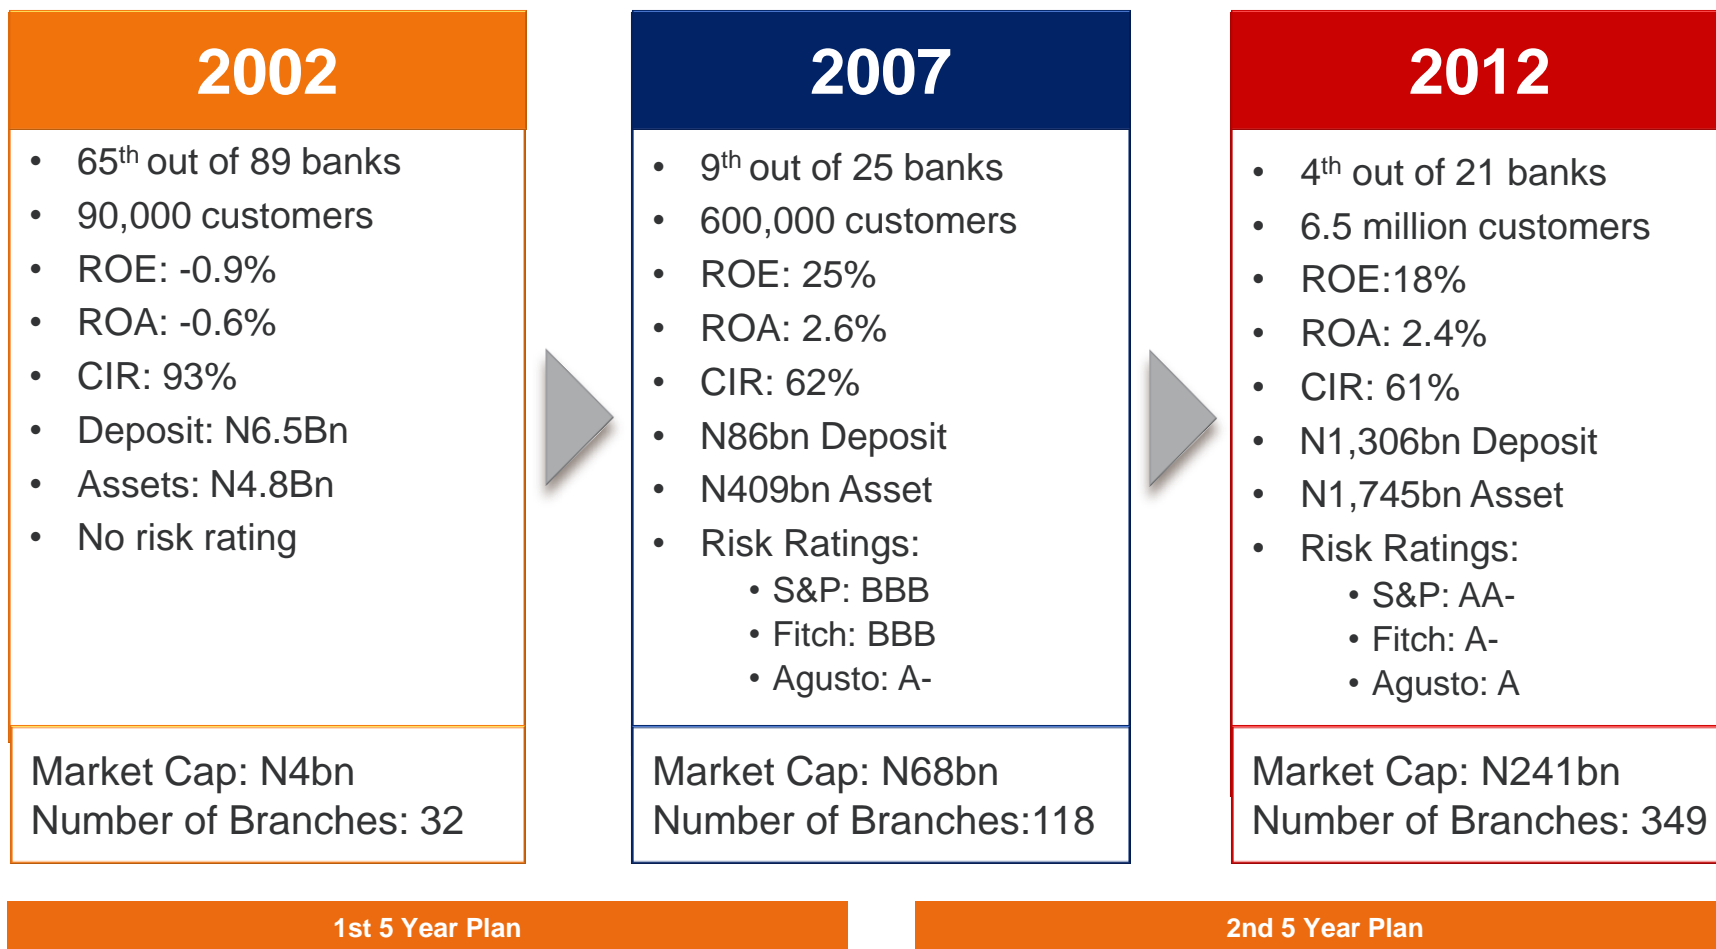 2002
• 65th out of 89 banks
• 90,000 customers
• ROE: -0.9%
• ROA: -0.6%
• CIR: 93%
• Deposit: N6.5Bn
• Assets: N4.8Bn
• No risk rating
Market Cap: N4bn
Number of Branches: 32
2007
• 9th out of 25 banks
• 600,000 customers
• ROE: 25%
• ROA: 2.6%
• CIR: 62%
• N86bn Deposit
• N409bn Asset
• Risk Ratings:
• S&P: BBB
• Fitch: BBB
• Agusto: A-
Market Cap: N68bn
Number of Branches:118
2012
• 4th out of 21 banks
• 6.5 million customers
• ROE:18%
• ROA: 2.4%
• CIR: 61%
• N1,306bn Deposit
• N1,745bn Asset
• Risk Ratings:
• S&P: AA-
• Fitch: A-
• Agusto: A
Market Cap: N241bn
Number of Branches: 349
1st 5 Year Plan
2nd 5 Year Plan